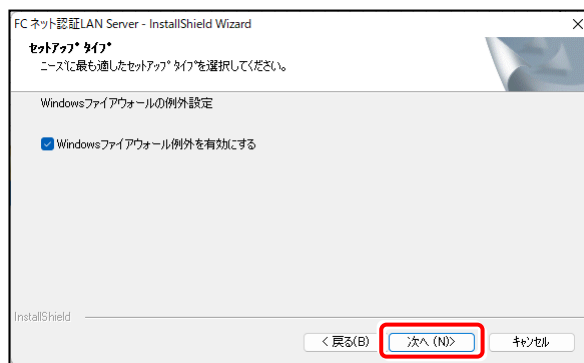 FC ネット認証LAN Server - InstallShield Wizard
セットアップ タイプ
ニーズに最も適したセットアップ タイプを選択してください。
Windowsファイアウォールの例外設定
Windowsファイアウォール例外を有効にする
InstallShield
< 戻る(B)
次へ (N)>
キャンセル